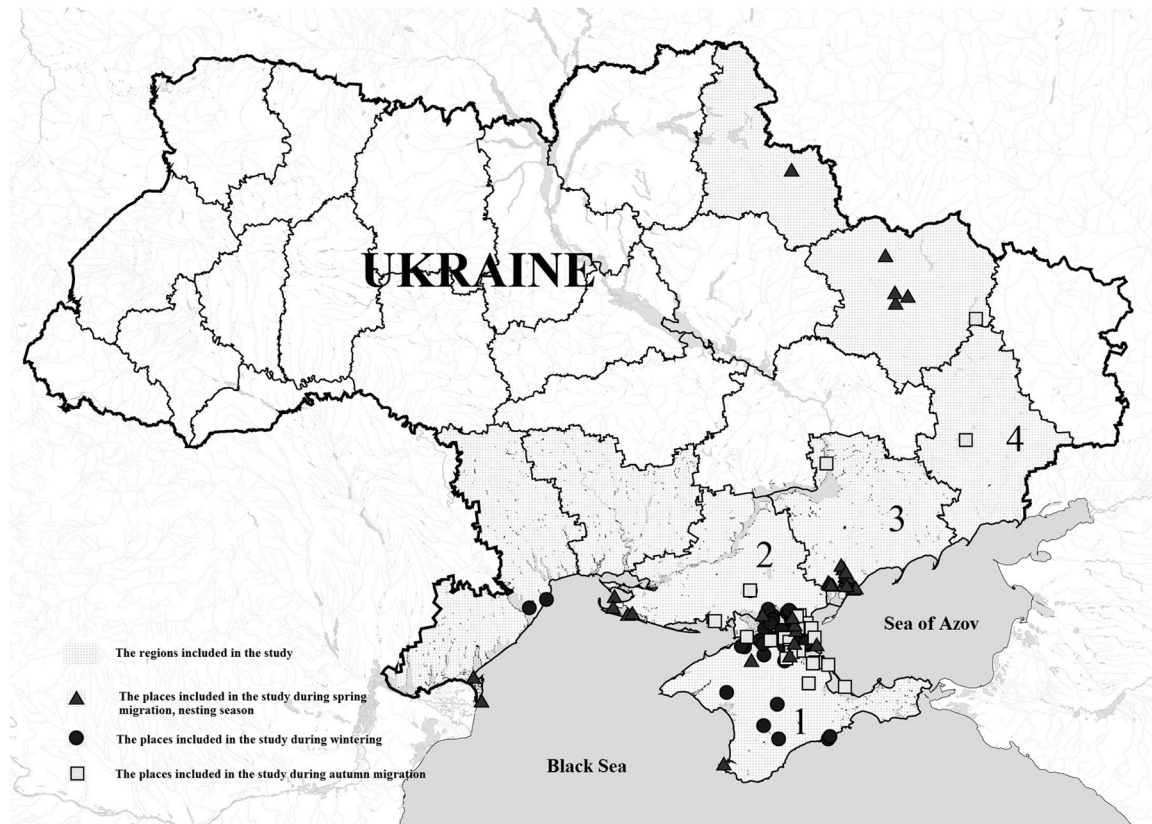 UKRAINE
4
3
2
Sea of Azov
The regions included in the study
The places included in the study during spring
migration, nesting season
1
The places included in the study during wintering
Black Sea
The places included in the study during autumn migration